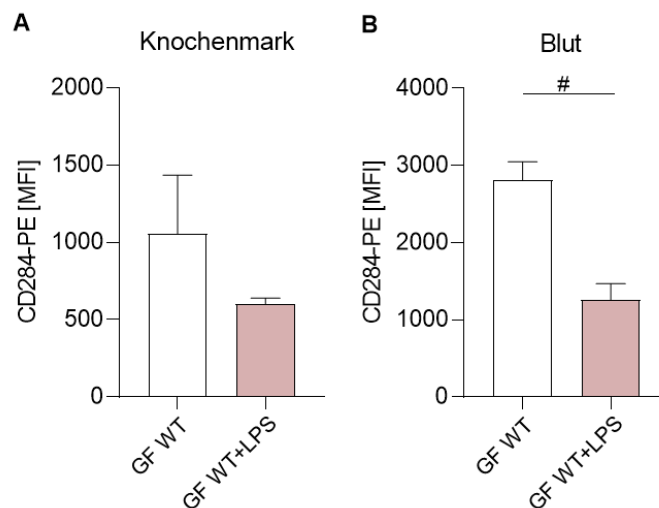 A
Knochenmark
CD284-PE [MFI]
2000
1500
1000
500
0
GF WT
GF WT+LPS
B
Blut
#
CD284-PE [MFI]
4000
3000
2000
1000
0
GF WT
GF WT+LPS